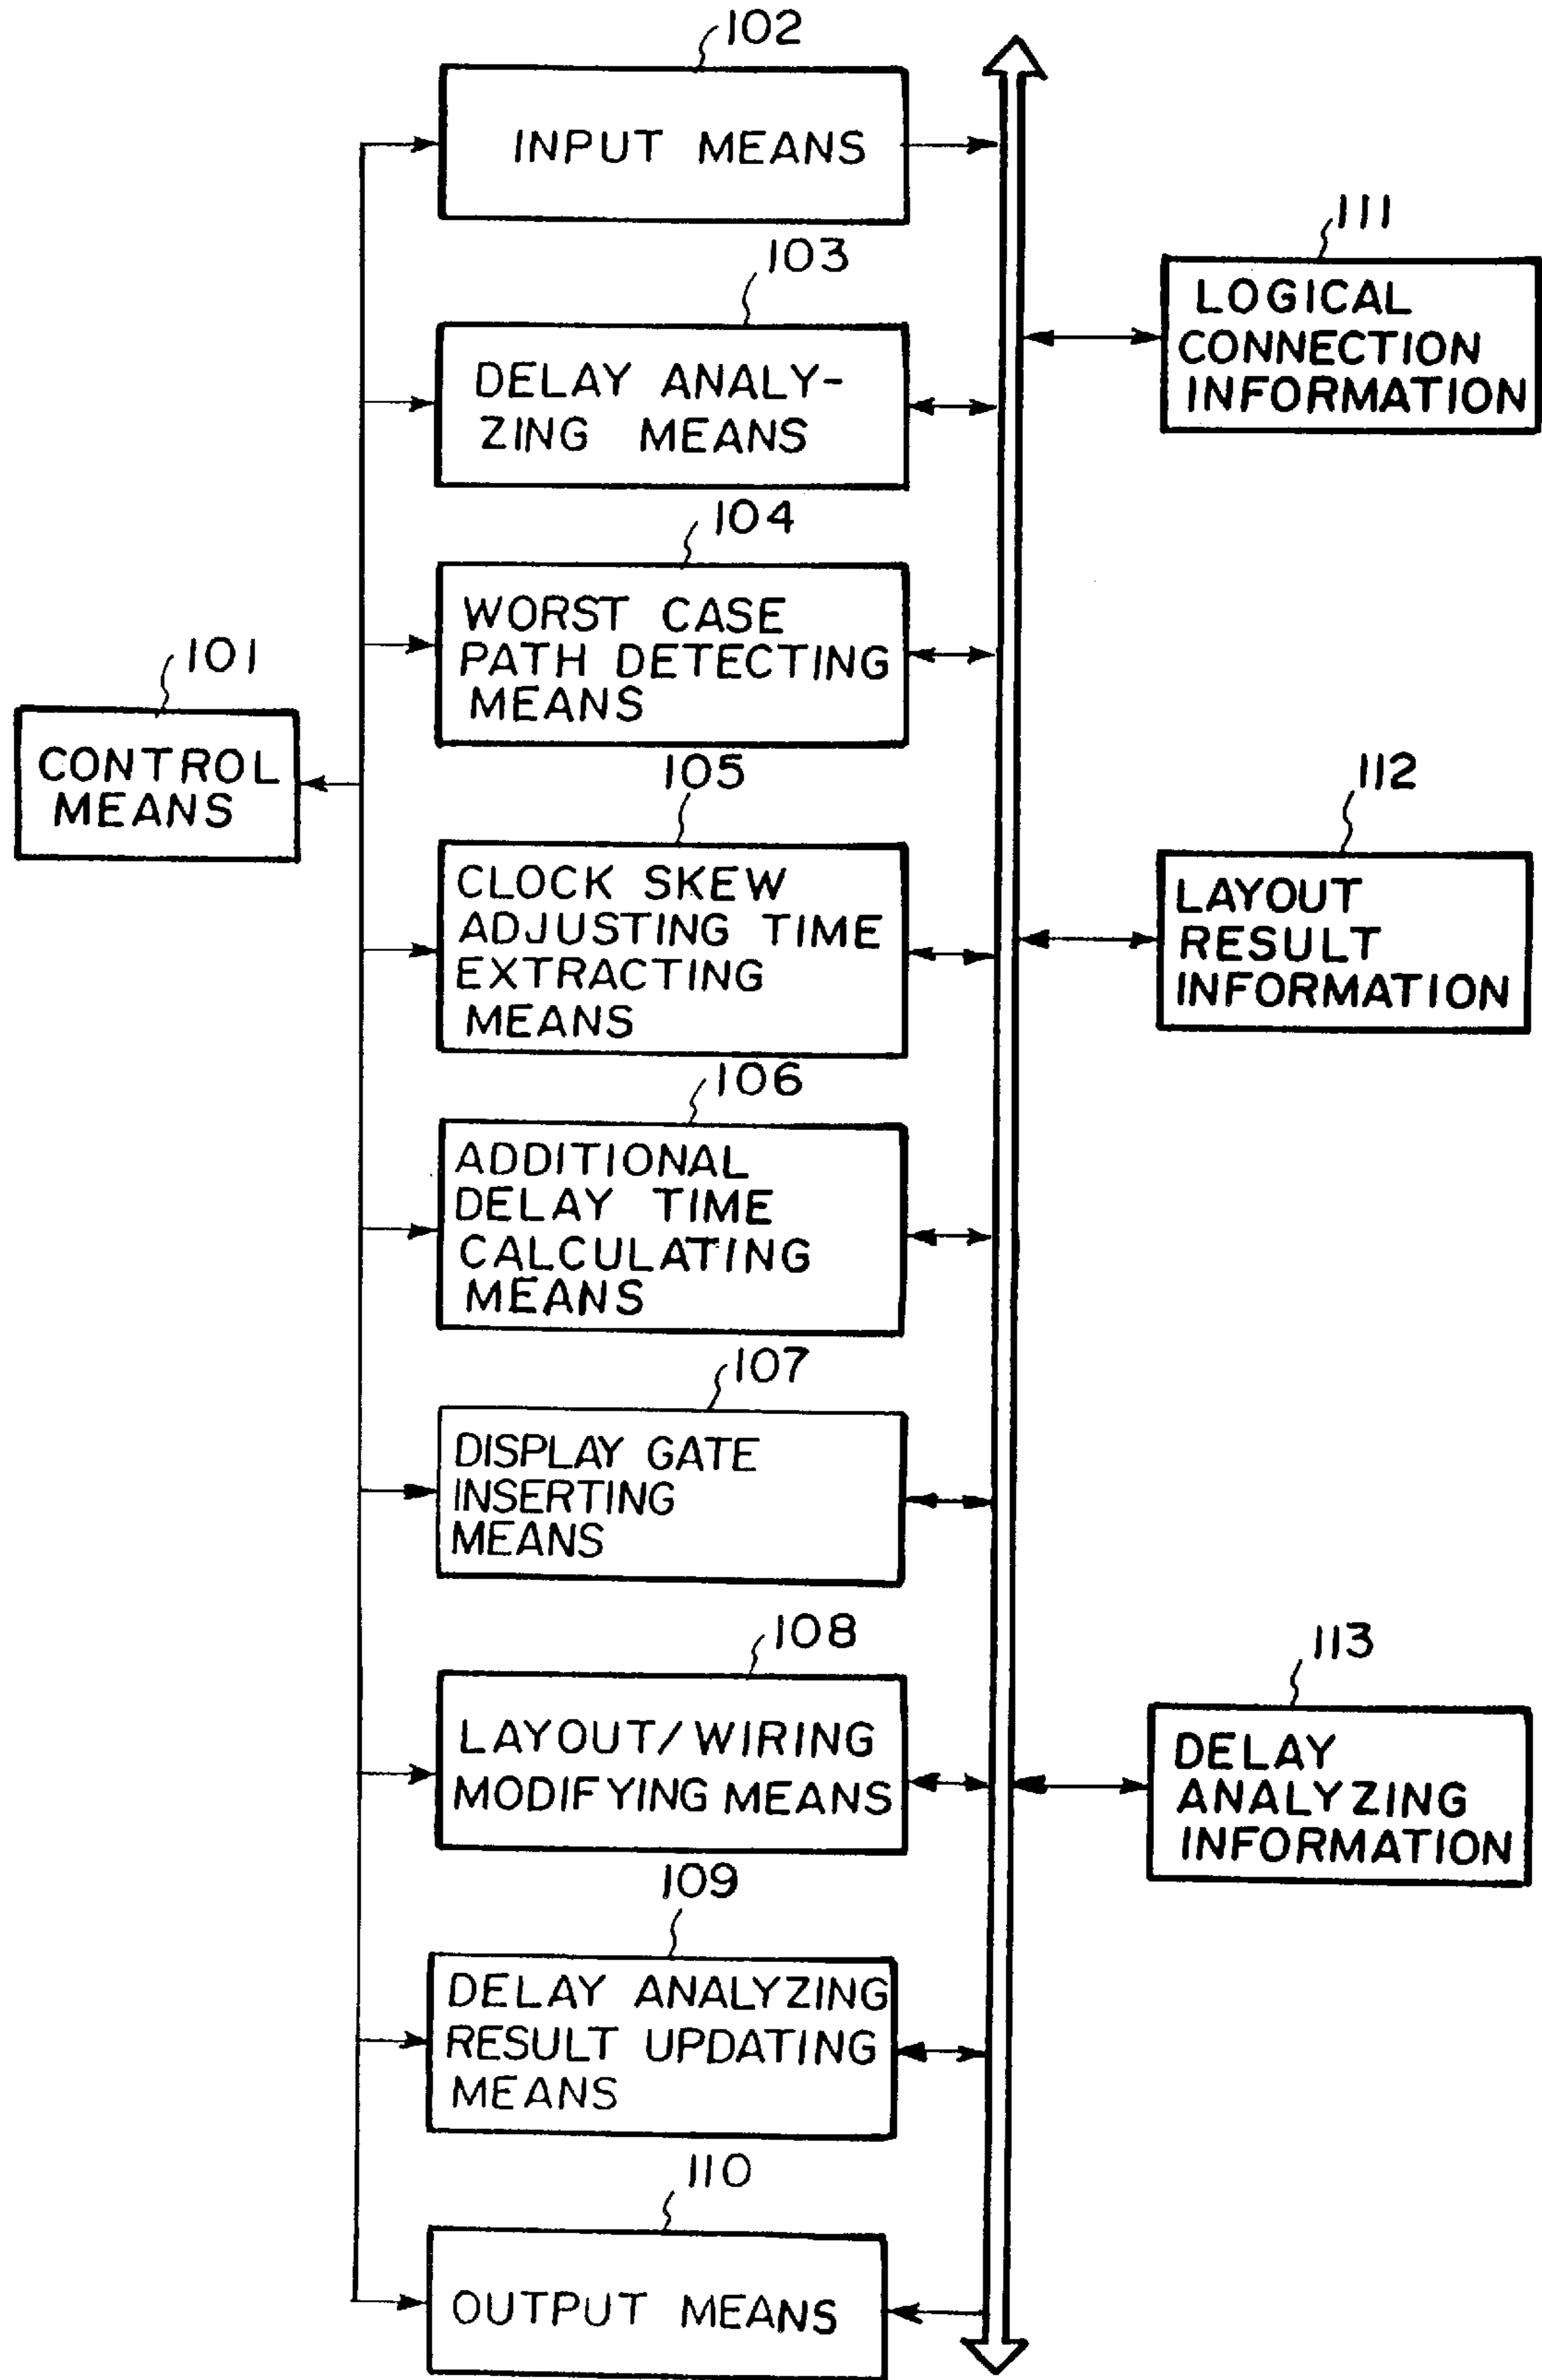 102
INPUT MEANS
103
DELAY ANALY-
ZING MEANS
104
WORST CASE
PATH DETECTING
MEANS
101
CONTROL
MEANS
105
CLOCK SKEW
ADJUSTING TIME
EXTRACTING
MEANS
106
ADDITIONAL
DELAY TIME
CALCULATING
MEANS
107
DISPLAY GATE
INSERTING
MEANS
108
LAYOUT/WIRING
MODIFYING MEANS
109
DELAY ANALYZING
RESULT UPDATING
MEANS
110
OUTPUT MEANS
111
LOGICAL
CONNECTION
INFORMATION
112
LAYOUT
RESULT
INFORMATION
113
DELAY
ANALYZING
INFORMATION